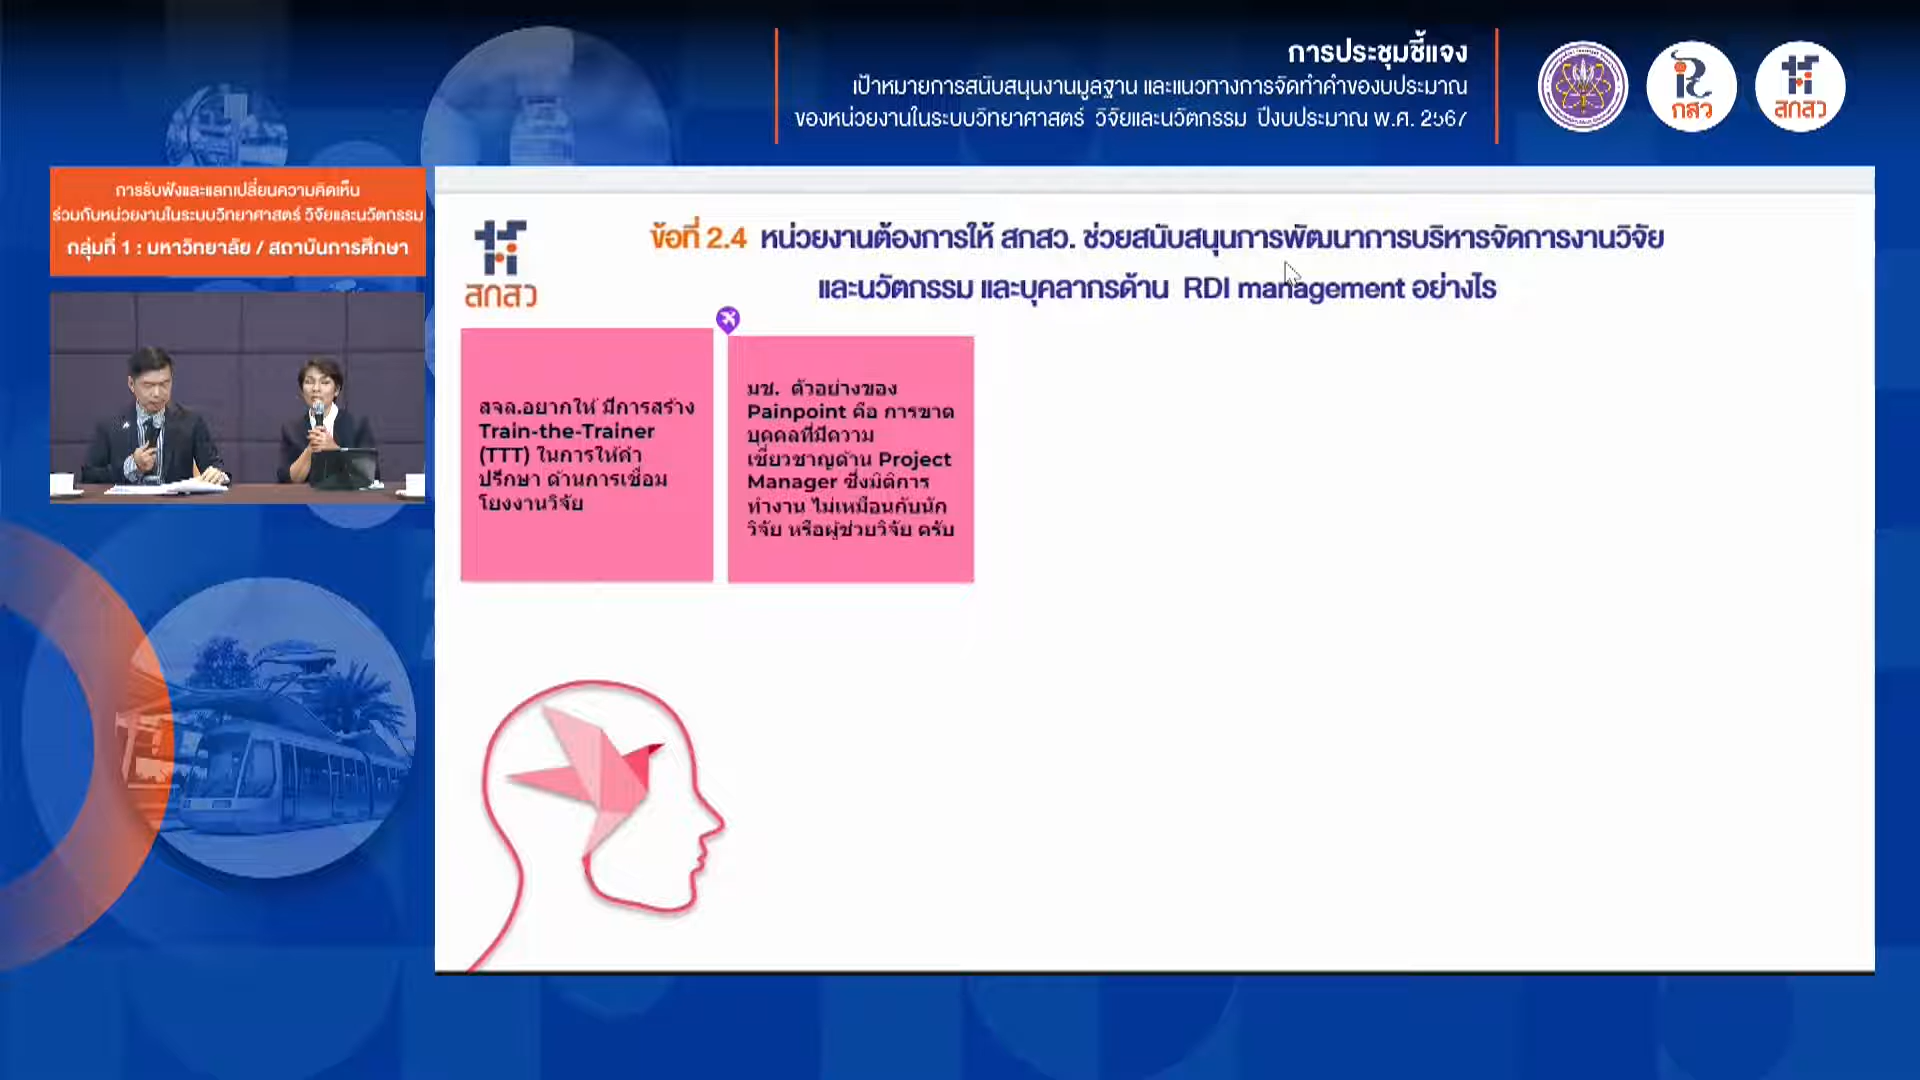 การประชุมชี้แจง
เป้าหมายการสนับสนุนงานมูลฐาน และแนวทางการจัดทำคำของบประมาณ
ของหน่วยงานในระบบวิทยาศาสตร์ วิจัยและนวัตกรรม ปีงบประมาณ พ.ศ. 2567
กสว
สกสว
การรับฟังและแลกเปลี่ยนความคิดเห็น
ร่วมกับหน่วยงานในระบบวิทยาศาสตร์ วิจัยและนวัตกรรม
กลุ่มที่ 1 : มหาวิทยาลัย / สถาบันการศึกษา
สกสว
ข้อที่ 2.4 หน่วยงานต้องการให้ สกสว. ช่วยสนับสนุนการพัฒนาการบริหารจัดการงานวิจัย
และนวัตกรรม และบุคลากรด้าน RDI management อย่างไร
สจล.อยากให้ มีการสร้าง
Train-the-Trainer
(TTT) ในการให้คำ
ปรึกษา ด้านการเชื่อม
โยงงานวิจัย
มช. ตัวอย่างของ
Painpoint คือ การขาด
บุคคลที่มีความ
เชี่ยวชาญด้าน Project
Manager ซึ่งมิติการ
ทำงาน ไม่เหมือนกับนัก
วิจัย หรือผู้ช่วยวิจัย ครับ